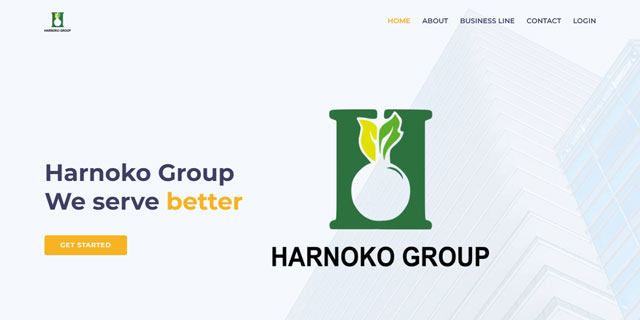 HARNOKO GROUP
HOME ABOUT BUSINESS LINE CONTACT LOGIN
Harnoko Group
We serve better
GET STARTED
HARNOKO GROUP